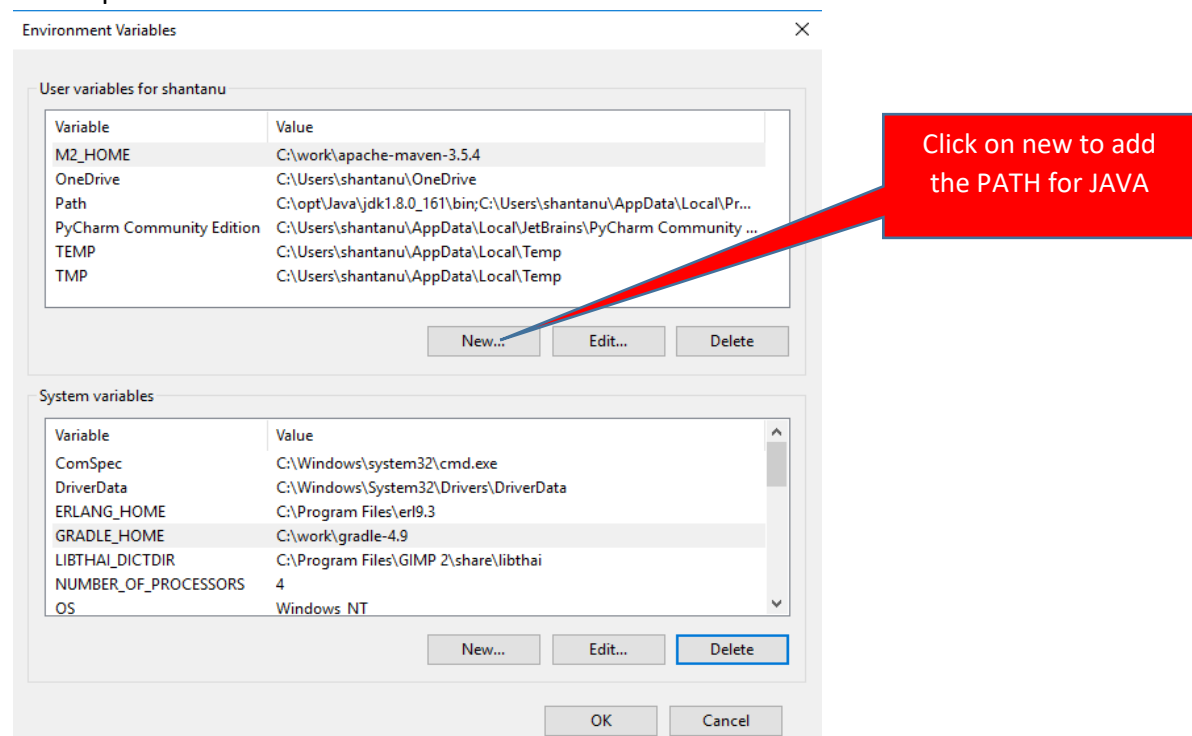 Environment Variables
User variables for shantanu
Variable Value
M2_HOME C:\work\apache-maven-3.5.4
OneDrive C:\Users\shantanu\OneDrive
Path C:\opt\Java\jdk1.8.0_161\bin;C:\Users\shantanu\AppData\Local\Pr...
PyCharm Community Edition C:\Users\shantanu\AppData\Local\JetBrains\PyCharm Community ...
TEMP C:\Users\shantanu\AppData\Local\Temp
TMP C:\Users\shantanu\AppData\Local\Temp
New... Edit... Delete
Click on new to add
the PATH for JAVA
System variables
Variable Value
ComSpec C:\Windows\system32\cmd.exe
DriverData C:\Windows\System32\Drivers\DriverData
ERLANG_HOME C:\Program Files\erl9.3
GRADLE_HOME C:\work\gradle-4.9
LIBTHAI_DICTDIR C:\Program Files\GIMP 2\share\libthai
NUMBER_OF_PROCESSORS 4
OS Windows_NT
New... Edit... Delete
OK Cancel